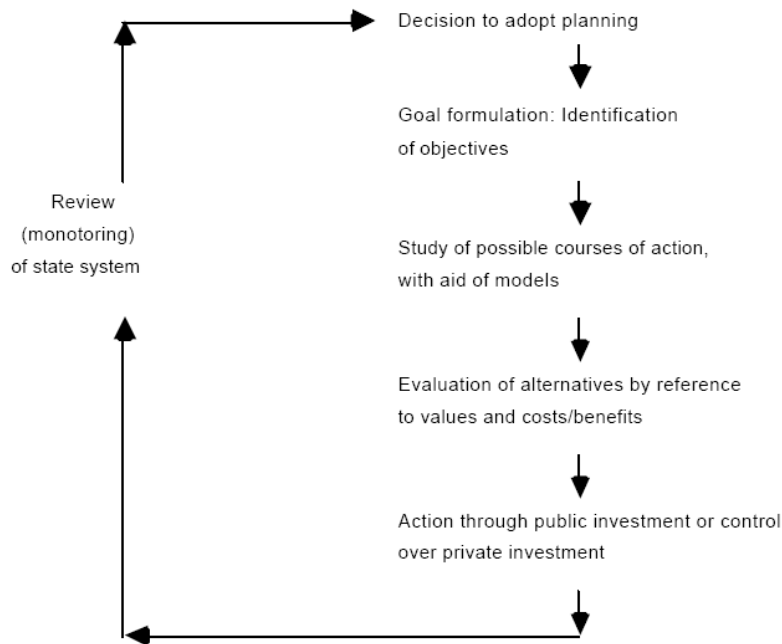 Decision to adopt planning
Goal formulation: Identification
of objectives
Review
(monotoring)
of state system
Study of possible courses of action,
with aid of models
Evaluation of alternatives by reference
to values and costs/benefits
Action through public investment or control
over private investment